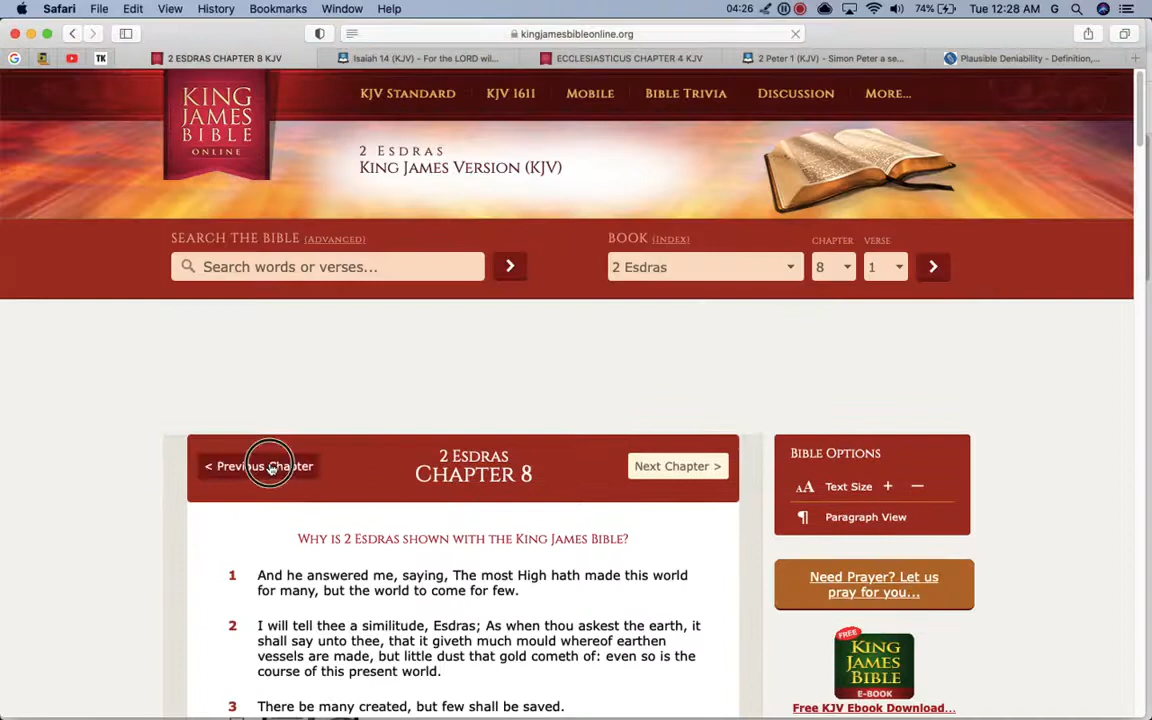 Safari File Edit View History Bookmarks Window Help 04:26 74% Tue 12:28 AM G
kingjamesbibleonline.org
G TK 2 ESDRAS CHAPTER 8 KJV Isaiah 14 (KJV) - For the LORD wil... ECCLESIASTICUS CHAPTER 4 KJV 2 Peter 1 (KJV) - Simon Peter a se... Plausible Deniability - Definition,...
KING
JAMES
BIBLE
ONLINE
KJV STANDARD KJV 1611 MOBILE BIBLE TRIVIA DISCUSSION MORE...
2 Esdras
KING JAMES VERSION (KJV)
SEARCH THE BIBLE (ADVANCED) BOOK (INDEX) CHAPTER VERSE
Search words or verses... 2 Esdras 8 1
< Previous Chapter
2 ESDRAS
CHAPTER 8
Next Chapter >
BIBLE OPTIONS
AA Text Size + −
¶ Paragraph View
WHY IS 2 ESDRAS SHOWN WITH THE KING JAMES BIBLE?
1 And he answered me, saying, The most High hath made this world
for many, but the world to come for few.
2 I will tell thee a similitude, Esdras; As when thou askest the earth, it
shall say unto thee, that it giveth much mould whereof earthen
vessels are made, but little dust that gold cometh of: even so is the
course of this present world.
3 There be many created, but few shall be saved.
Need Prayer? Let us
pray for you...
FREE
KING
JAMES
BIBLE
E-BOOK
Free KJV Ebook Download...